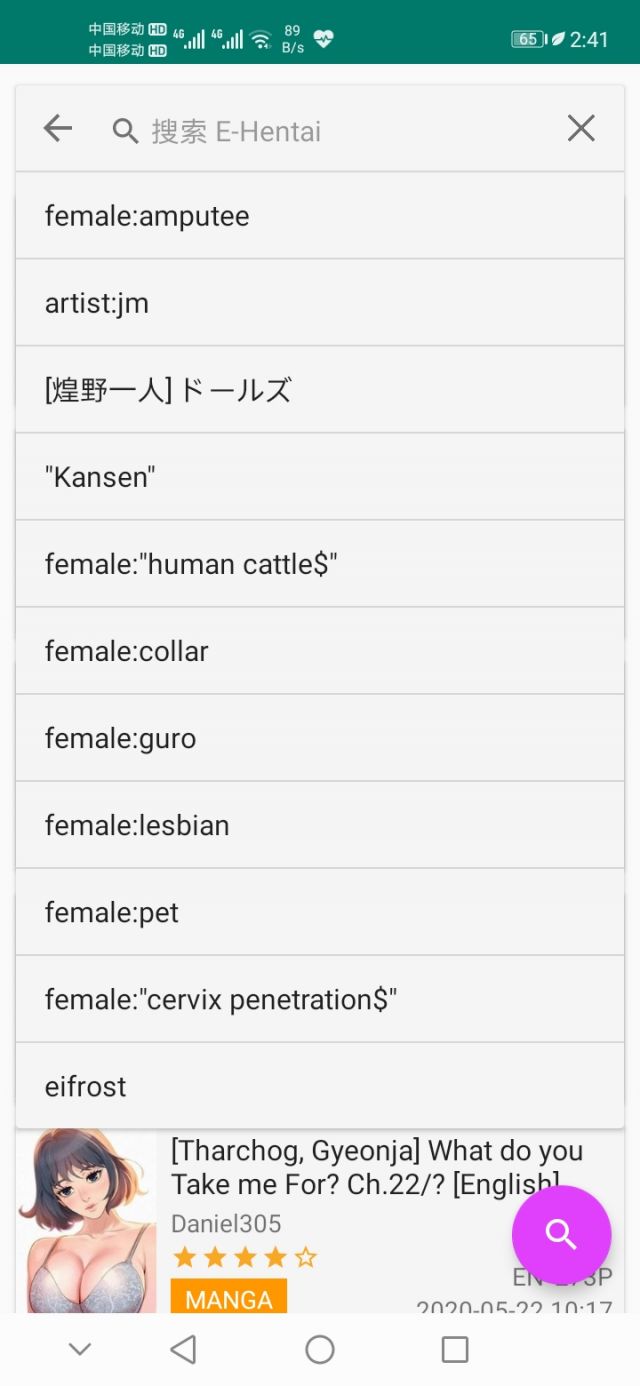 中国移动 HD 4G 4G 89 65 2:41
中国移动 HD B/s
搜索 E-Hentai
female:amputee
artist:jm
[煌野一人]ドールズ
"Kansen"
female:"human cattle$"
female:collar
female:guro
female:lesbian
female:pet
female:"cervix penetration$"
eifrost
[Tharchog, Gyeonja] What do you
Take me For? Ch.22/? [English]
Daniel305
MANGA
EN 273P
2020-05-22 10:17